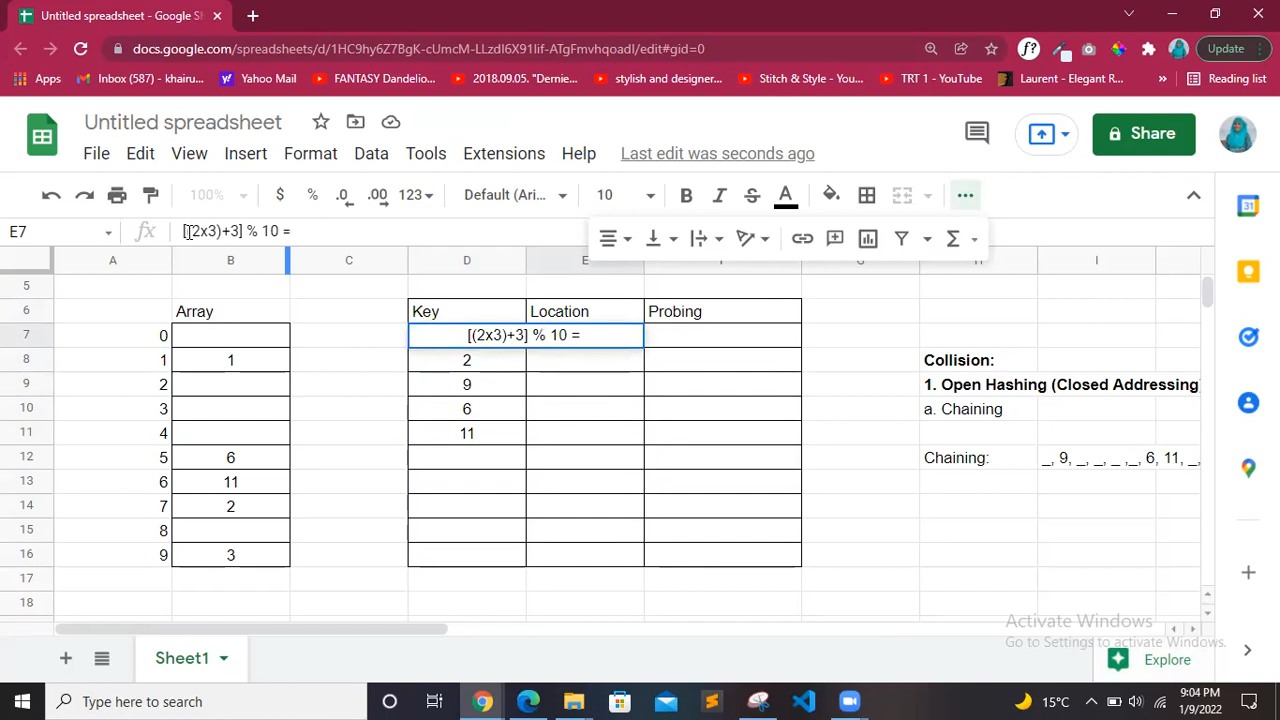 Untitled spreadsheet - Google Sh
docs.google.com/spreadsheets/d/1HC9hy6Z7BgK-cUmcM-LLzdI6X91Iif-ATgFmvhqoadI/edit#gid=0
Update
Apps
Inbox (587) - khairu...
Yahoo Mail
FANTASY Dandelio...
2018.09.05. "Dernie...
stylish and designer...
Stitch & Style - You...
TRT 1 - YouTube
Laurent - Elegant R...
Reading list
Untitled spreadsheet
File Edit View Insert Format Data Tools Extensions Help Last edit was seconds ago
Share
100% $ % .0 .00 123 Default (Ari... 10 B I S A
E7 fx [(2x3)+3] % 10 =
A B C D E F G H I
5
6 Array Key Location Probing
7 0 [(2x3)+3] % 10 =
8 1 1 2 Collision:
9 2 9 1. Open Hashing (Closed Addressing)
10 3 6 a. Chaining
11 4 11
12 5 6 Chaining: _, 9, _, _, _ ,_, 6, 11, _,
13 6 11
14 7 2
15 8
16 9 3
17
18
Activate Windows
Go to Settings to activate Windows.
Sheet1
Explore
Type here to search
15°C
9:04 PM
1/9/2022